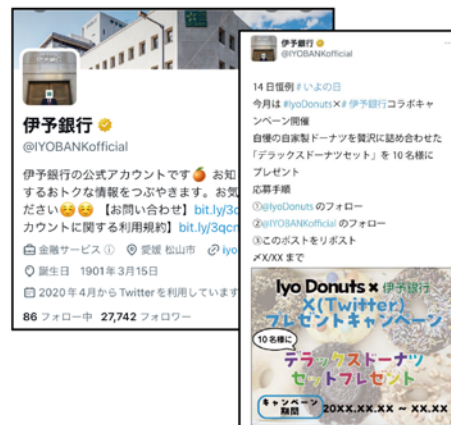 伊予銀行
@IYOBANKofficial
伊予銀行の公式アカウントです🍊 お知
するおトクな情報をつぶやきます。お気
ださい☺️☺️ 【お問い合わせ】bit.ly/3c
カウントに関する利用規約】bit.ly/3qcr
金融サービス ⓘ 愛媛 松山市 iyo
誕生日 1901年3月15日
2020年4月からTwitterを利用しています
86 フォロー中 27,742 フォロワー
伊予銀行
@IYOBANKofficial
14日恒例 #いよの日
今月は #IyoDonuts×# 伊予銀行コラボキャ
ンペーン開催
自慢の自家製ドーナツを贅沢に詰め合わせた
「デラックスドーナツセット」を 10 名様に
プレゼント
応募手順
①@IyoDonuts のフォロー
②@IYOBANKofficial のフォロー
③このポストをリポスト
〆X/XX まで
Iyo Donuts × 伊予銀行
X(Twitter)
プレゼントキャンペーン
10名様に
デラックスドーナツ
セットプレゼント
キャンペーン
期間
20XX.XX.XX ~ XX.XX